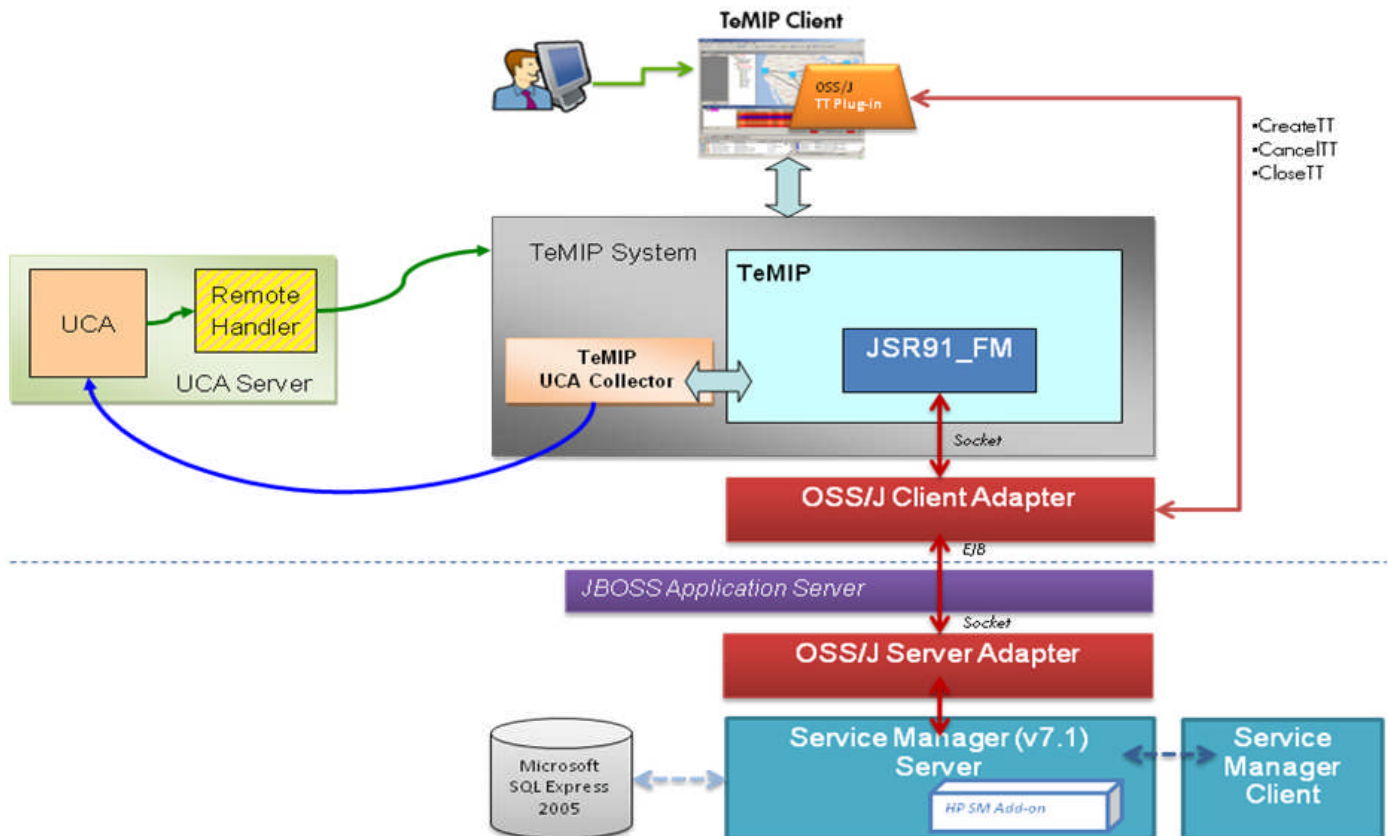 TeMIP Client
OSS/J
TT Plug-in
▪CreateTT
▪CancelTT
▪CloseTT
TeMIP System
TeMIP
UCA
Remote
Handler
UCA Server
TeMIP
UCA Collector
JSR91_FM
Socket
OSS/J Client Adapter
EJB
JBOSS Application Server
Socket
OSS/J Server Adapter
Microsoft
SQL Express
2005
Service Manager (v7.1)
Server
HP SM Add-on
Service
Manager
Client